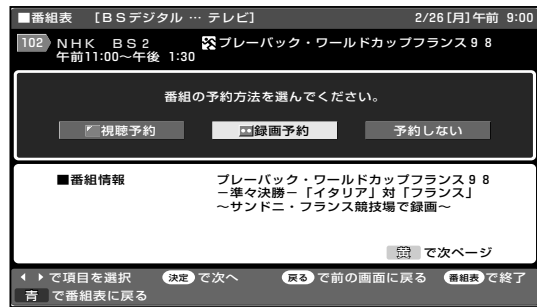 ■番組表 [BSデジタル … テレビ] 2/26[月]午前 9:00
102 NHK BS2 プレーバック・ワールドカップフランス98
午前11:00~午後 1:30
番組の予約方法を選んでください。
視聴予約 録画予約 予約しない
■番組情報 プレーバック・ワールドカップフランス98
-準々決勝-「イタリア」対「フランス」
~サンドニ・フランス競技場で録画~
黄 で次ページ
で項目を選択 決定 で次へ 戻る で前の画面に戻る 番組表 で終了
青 で番組表に戻る